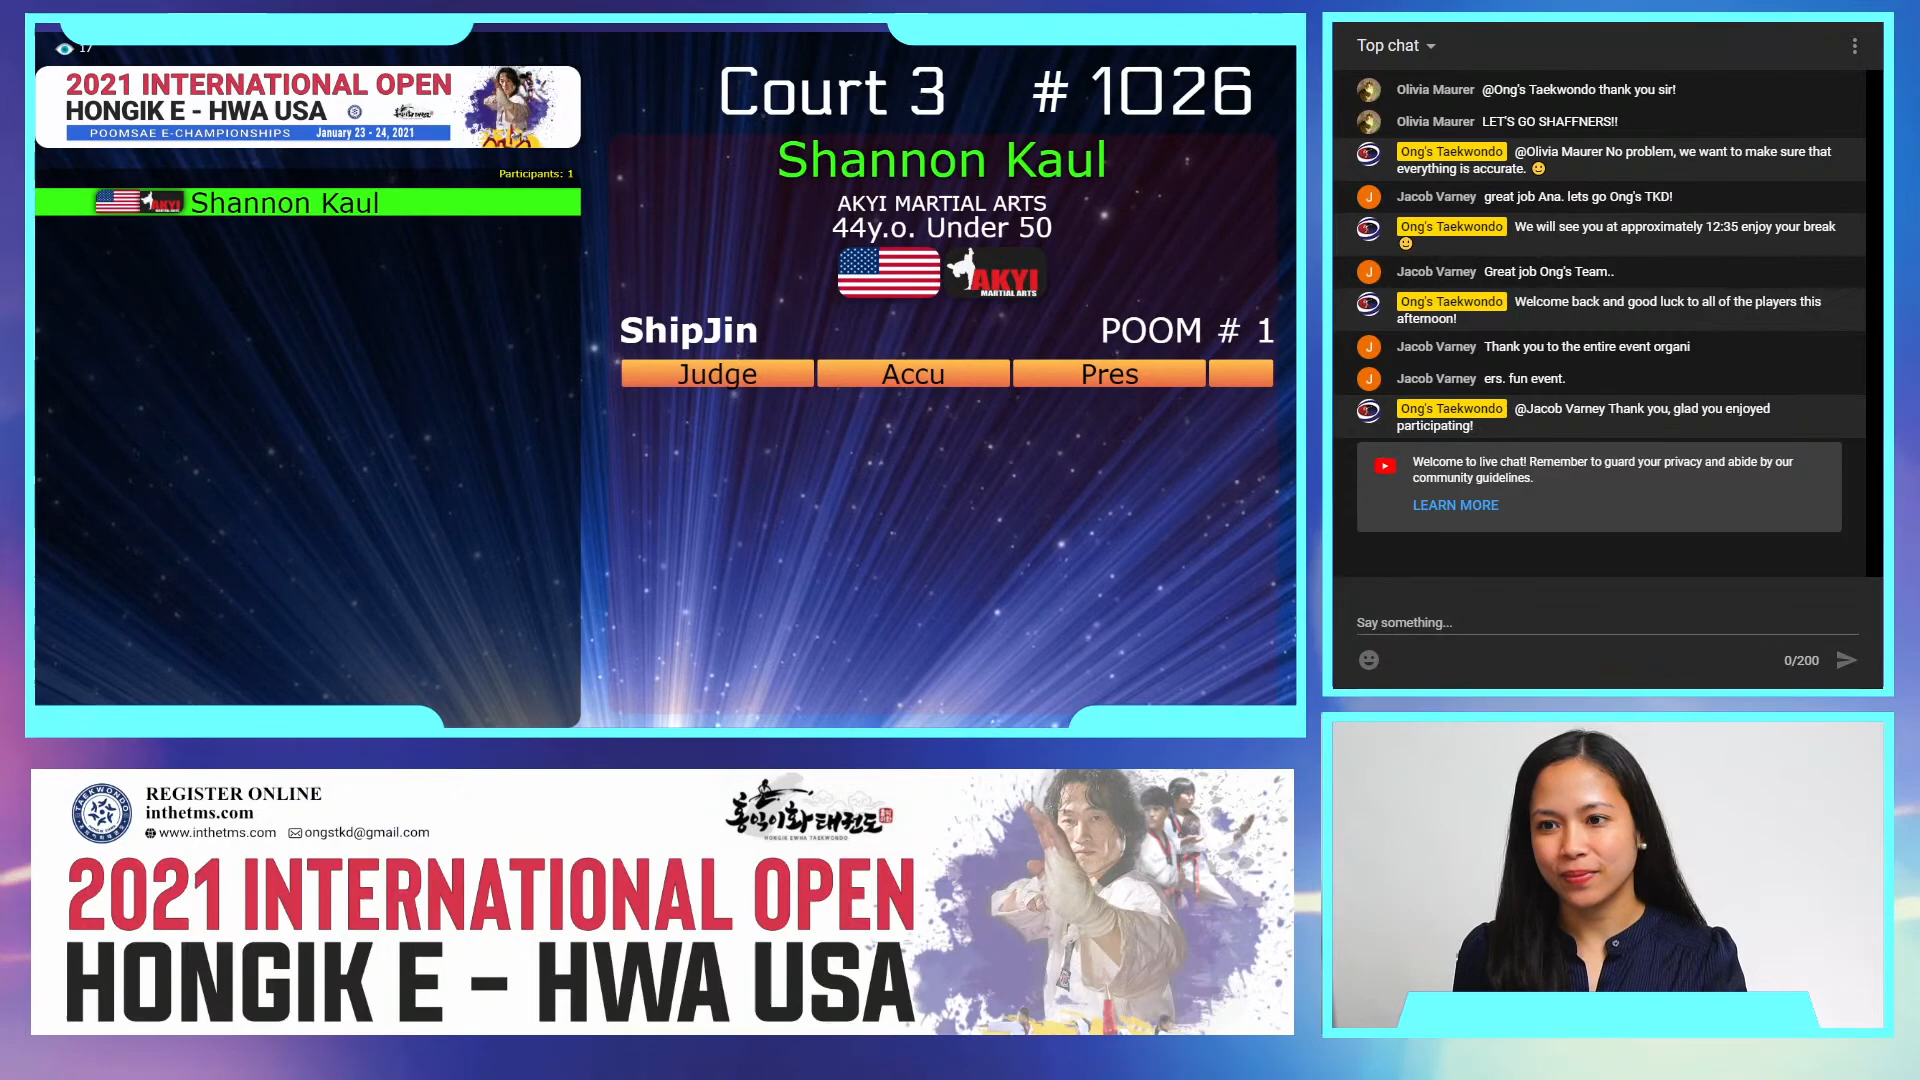 17
2021 INTERNATIONAL OPEN
HONGIK E - HWA USA
POOMSAE E-CHAMPIONSHIPS January 23 - 24, 2021
Participants: 1
AKYI Shannon Kaul
Court 3 # 1026
Shannon Kaul
AKYI MARTIAL ARTS
44y.o. Under 50
AKYI
MARTIAL ARTS
ShipJin POOM # 1
Judge Accu Pres
Top chat
Olivia Maurer @Ong's Taekwondo thank you sir!
Olivia Maurer LET'S GO SHAFFNERS!!
Ong's Taekwondo @Olivia Maurer No problem, we want to make sure that
everything is accurate.
J Jacob Varney great job Ana. lets go Ong's TKD!
Ong's Taekwondo We will see you at approximately 12:35 enjoy your break
J Jacob Varney Great job Ong's Team..
Ong's Taekwondo Welcome back and good luck to all of the players this
afternoon!
J Jacob Varney Thank you to the entire event organi
J Jacob Varney ers. fun event.
Ong's Taekwondo @Jacob Varney Thank you, glad you enjoyed
participating!
Welcome to live chat! Remember to guard your privacy and abide by our
community guidelines.
LEARN MORE
Say something...
0/200
TAEKWONDO
REGISTER ONLINE
inthetms.com
www.inthetms.com ongstkd@gmail.com
홍익이화태권도
HONGIK EWHA TAEKWONDO
2021 INTERNATIONAL OPEN
HONGIK E - HWA USA